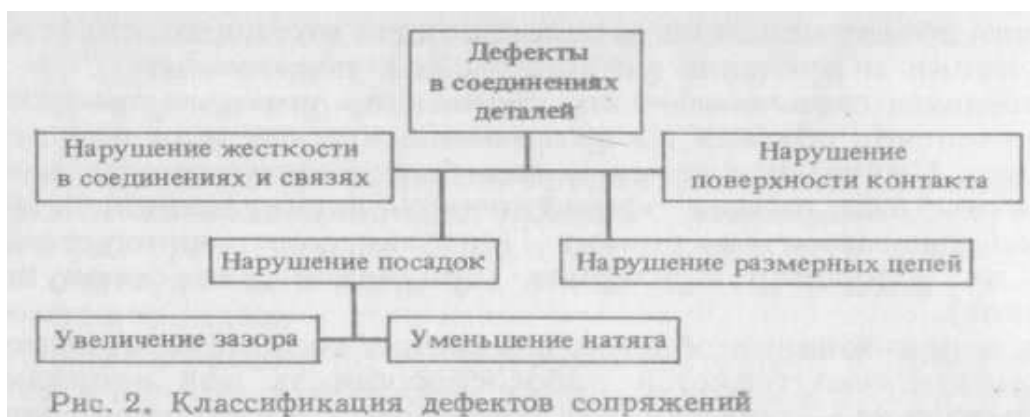 Дефекты
в соединениях
деталей
Нарушение жесткости
в соединениях и связях
Нарушение
поверхности контакта
Нарушение посадок
Нарушение размерных цепей
Увеличение зазора
Уменьшение натяга
Рис. 2. Классификация дефектов сопряжений